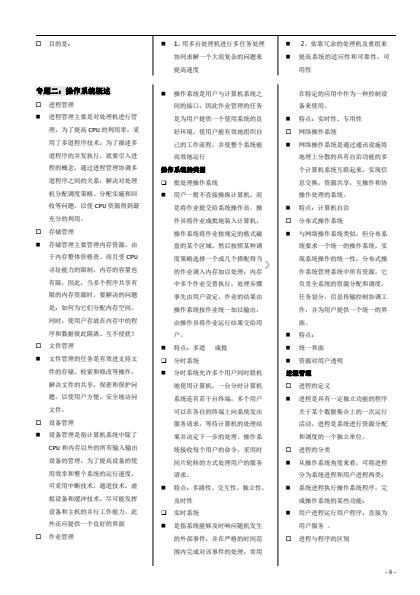 □ 目的是:
■ 1、用多台处理机进行多任务处理
协同求解一个大而复杂的问题来
提高速度
■ 2、依靠冗余的处理机及重组来
■ 提高系统的适应性和可靠性,可
用性
专题二:操作系统概述
□ 进程管理
■ 进程管理主要是对处理机进行管
理,为了提高 CPU 的利用率,采
用了多道程序技术,为了描述多
道程序的并发执行,就要引入进
程的概念,通过进程管理协调多
道程序之间的关系,解决对处理
机分配调度策略、分配实施和回
收等问题,以使 CPU 资源得到最
充分的利用。
□ 存储管理
■ 存储管理主要管理内存资源。由
于内存整体价格贵、而且受 CPU
寻址能力的限制,内存的容量也
有限,因此,当多个程序共享有
限的内存资源时,要解决的问题
是:如何为它们分配内存空间,
同时,使用户存放在内存中的程
序和数据彼此隔离、互不侵扰!
□ 文件管理
■ 文件管理的任务是有效进支持文
件的存储、检索和修改等操作,
解决文件的共享、保密和保护问
题,以使用户方便,安全地访问
文件。
□ 设备管理
■ 设备管理是指计算机系统中除了
CPU 和内存以外的所有输入输出
设备的管理,为了提高设备的使
用效率和整个系统的运行速度,
可采用中断技术、通道技术、虚
拟设备和缓冲技术,尽可能发挥
设备和主机的并行工作能力。此
外还应提供一个良好的界面
□ 作业管理
■ 操作系统是用户与计算机系统之
间的接口,因此作业管理的任务
是为用户提供一个使用系统的良
好环境,使用户能有效地组织自
己的工作流程,并使整个系统能
高效地运行
操作系统的类型
□ 批处理操作系统
■ 用户一般不直接操纵计算机,而
是将作业提交给系统操作员,操
作员将作业成批地装入计算机,
操作系统将作业按规定的格式磁
盘的某个区域,然后按照某种调
度策略选择一个或几个搭配得当
的作业调入内存加以处理;内存
中多个作业交替执行,处理步骤
事先由用户设定,作业的结果由
操作系统按作业统一加以输出,
由操作员将作业运行结果交给用
户。
■ 特点:多道 成批
□ 分时系统
■ 分时系统允许多个用户同时联机
地使用计算机,一台分时计算机
系统连有若干台终端,多个用户
可以在各自的终端上向系统发出
服务请求,等待计算机的处理结
果并决定下一步的处理。操作系
统接收每个用户的命令,采用时
间片轮转的方式处理用户的服务
请求。
■ 特点:多路性、交互性、独立性、
及时性
□ 实时系统
■ 是指系统能够及时响应随机发生
的外部事件,并在严格的时间范
围内完成对该事件的处理,常用
在特定的应用中作为一种控制设
备来使用。
■ 特点:实时性、专用性
□ 网络操作系统
■ 网络操作系统是通过通讯设施将
地理上分散的具有自治功能的多
个计算机系统互联起来,实现信
息交换,资源共享,互操作和协
操作处理的系统。
■ 特点:计算机自治
□ 分布式操作系统
■ 与网络操作系统类似,但分布系
统要求一个统一的操作系统,实
现系统操作的统一性,分布式操
作系统管理系统中所有资源,它
负责全系统的资源分配和调度,
任务划分,信息传输控制协调工
作,并为用户提供一个统一的界
面。
■ 特点:
■ 统一界面
■ 资源对用户透明
进程管理
□ 进程的定义
■ 进程是具有一定独立功能的程序
关于某个数据集合上的一次运行
活动,进程是系统进行资源分配
和调度的一个独立单位。
□ 进程的分类
■ 从操作系统角度来看,可将进程
分为系统进程和用户进程两类:
■ 系统进程执行操作系统程序,完
成操作系统的某些功能:
■ 用户进程运行用户程序,直接为
用户服务 。
□ 进程与程序的区别
- 8 -